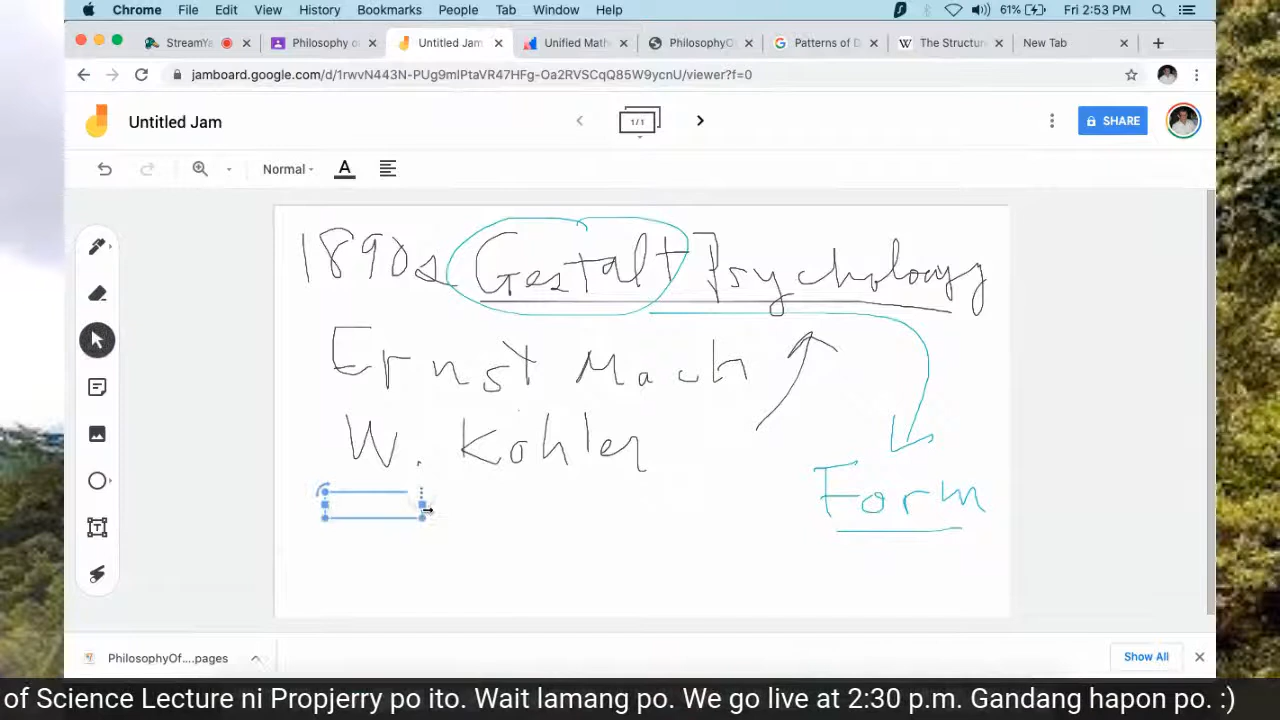 Chrome File Edit View History Bookmarks People Tab Window Help 61% Fri 2:53 PM
StreamYa Philosophy o Untitled Jam Unified Math PhilosophyO Patterns of D The Structur New Tab
jamboard.google.com/d/1rwvN443N-PUg9mlPtaVR47HFg-Oa2RVSCqQ85W9ycnU/viewer?f=0
Untitled Jam 1/1 SHARE
Normal A
1890s Gestalt Psychology
Ernst Mach
W. Köhler
Form
PhilosophyOf....pages Show All
of Science Lecture ni Propjerry po ito. Wait lamang po. We go live at 2:30 p.m. Gandang hapon po. :)